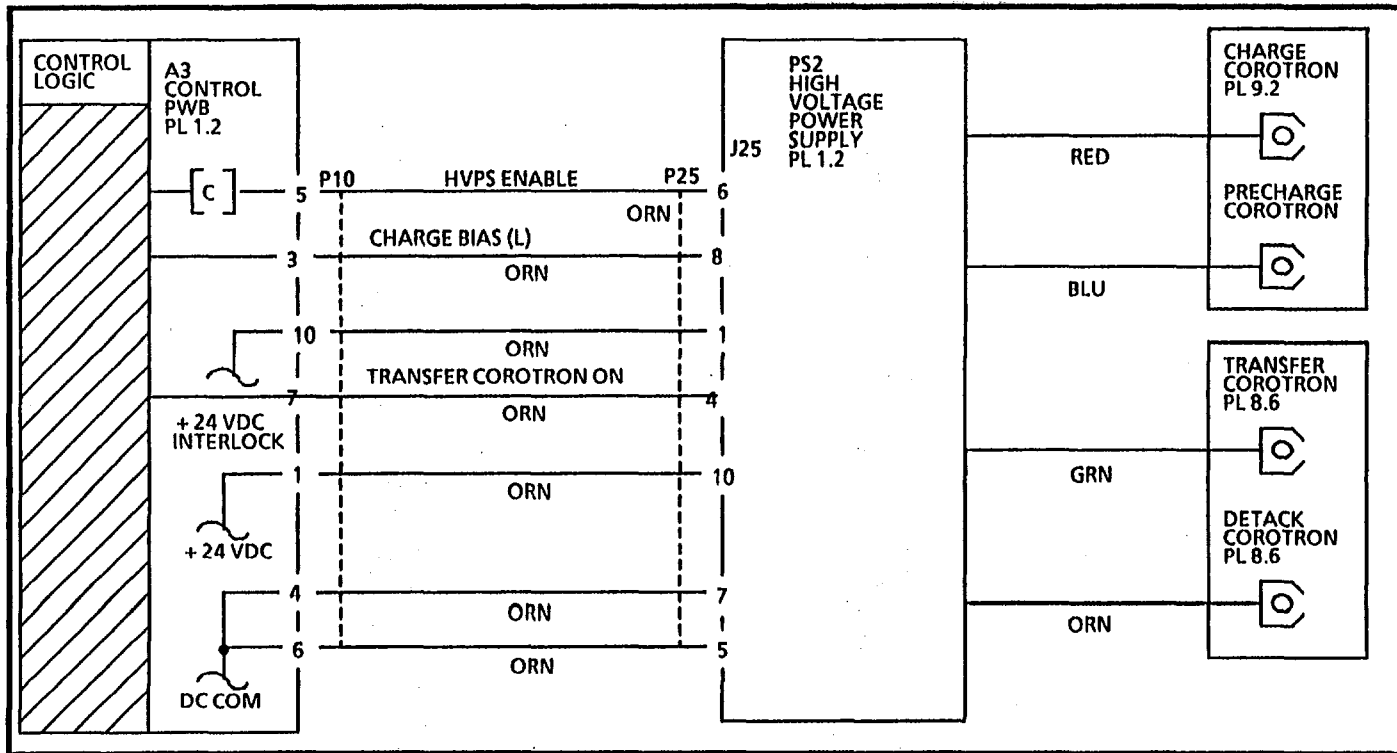 CONTROL
LOGIC
A3
CONTROL
PWB
PL 1.2
[C]
5
P10
HVPS ENABLE
P25
6
ORN
CHARGE BIAS (L)
3
ORN
8
10
ORN
1
TRANSFER COROTRON ON
7
ORN
4
+ 24 VDC
INTERLOCK
1
ORN
10
+ 24 VDC
4
ORN
7
6
ORN
5
DC COM
J25
PS2
HIGH
VOLTAGE
POWER
SUPPLY
PL 1.2
RED
BLU
GRN
ORN
CHARGE
COROTRON
PL 9.2
PRECHARGE
COROTRON
TRANSFER
COROTRON
PL 8.6
DETACK
COROTRON
PL 8.6